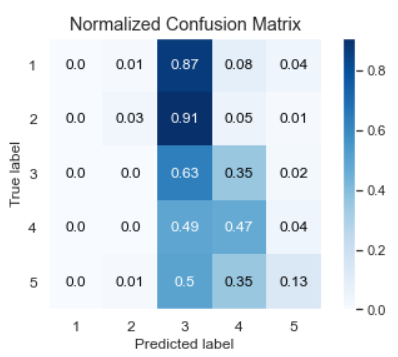 Normalized Confusion Matrix
1 0.0 0.01 0.87 0.08 0.04
2 0.0 0.03 0.91 0.05 0.01
3 0.0 0.0 0.63 0.35 0.02
4 0.0 0.0 0.49 0.47 0.04
5 0.0 0.01 0.5 0.35 0.13
1 2 3 4 5
True label
Predicted label
0.8
0.6
0.4
0.2
0.0